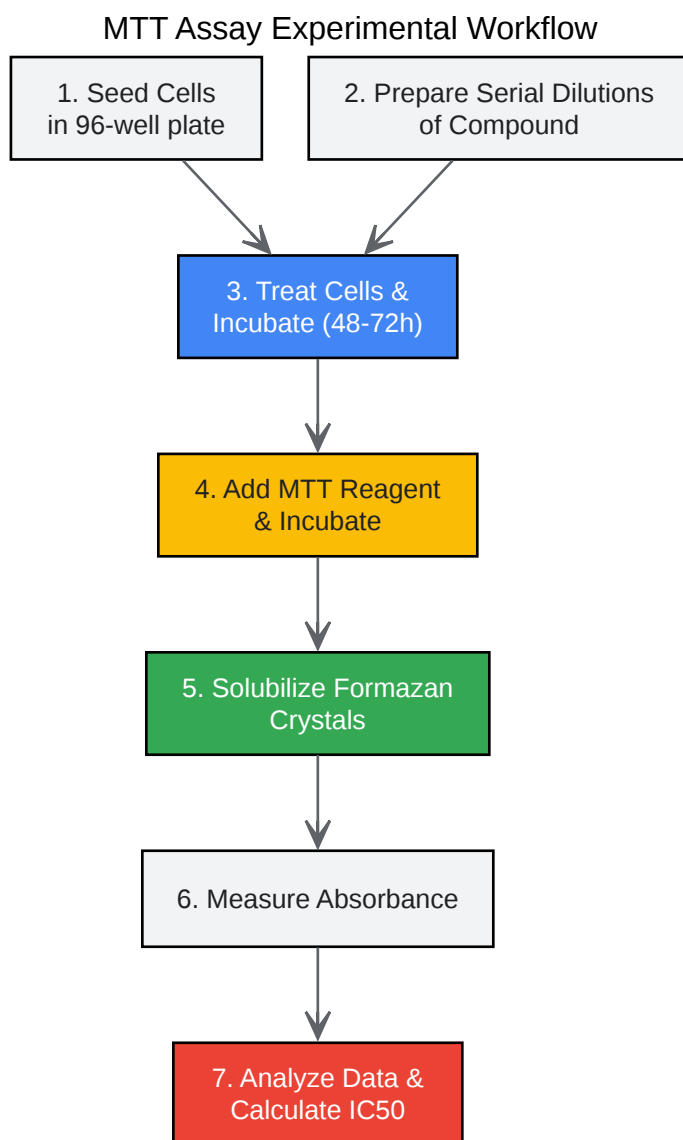 MTT Assay Experimental Workflow
1. Seed Cells
in 96-well plate
2. Prepare Serial Dilutions
of Compound
3. Treat Cells &
Incubate (48-72h)
4. Add MTT Reagent
& Incubate
5. Solubilize Formazan
Crystals
6. Measure Absorbance
7. Analyze Data &
Calculate IC50